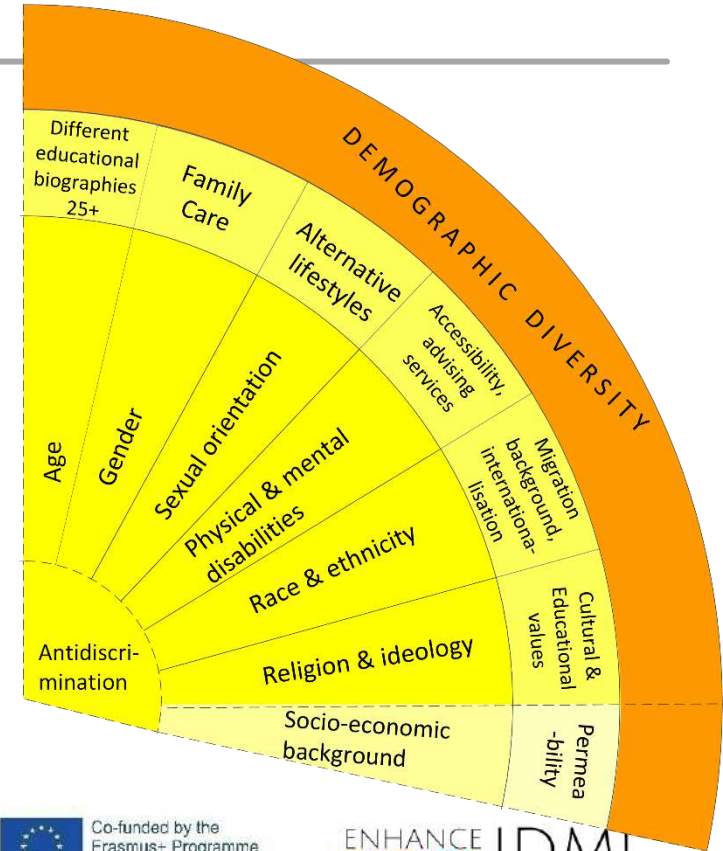 DEMOGRAPHIC DIVERSITY
Different
educational
biographies
25+
Family
Care
Alternative
lifestyles
Accessibility,
advising
services
Migration
background,
internationa-
lisation
Cultural &
Educational
values
Permea
-bility
Age
Gender
Sexual orientation
Physical & mental
disabilities
Race & ethnicity
Religion & ideology
Socio-economic
background
Antidiscri-
mination
Co-funded by the
Erasmus+ Programme
ENHANCE
IDMI